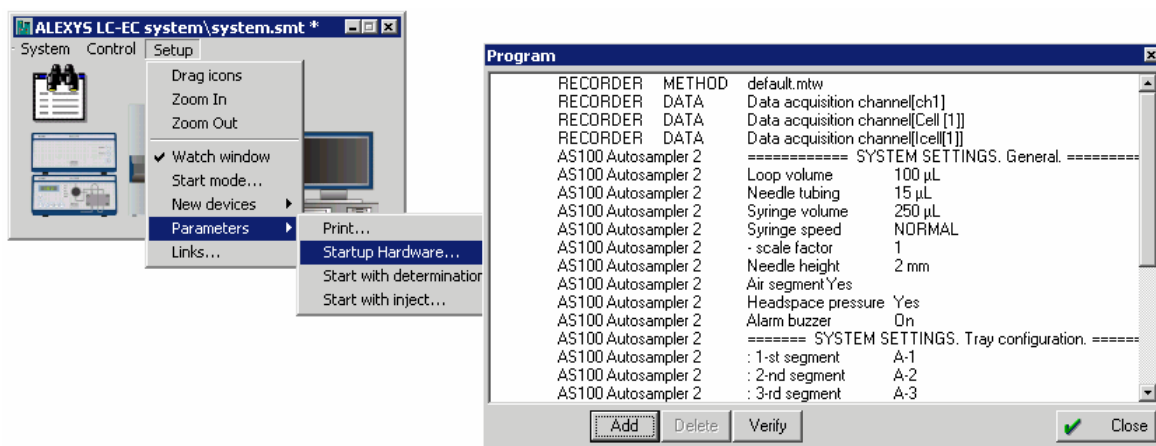 ALEXYS LC-EC system\system.smt *
System Control Setup
Drag icons
Zoom In
Zoom Out
Watch window
Start mode...
New devices
Parameters
Links...
Print...
Startup Hardware...
Start with determination
Start with inject...
Program
RECORDER METHOD default.mtw
RECORDER DATA Data acquisition channel[ch1]
RECORDER DATA Data acquisition channel[Cell [1]]
RECORDER DATA Data acquisition channel[Icell[1]]
AS100 Autosampler 2 ============ SYSTEM SETTINGS. General. =========
AS100 Autosampler 2 Loop volume 100 µL
AS100 Autosampler 2 Needle tubing 15 µL
AS100 Autosampler 2 Syringe volume 250 µL
AS100 Autosampler 2 Syringe speed NORMAL
AS100 Autosampler 2 - scale factor 1
AS100 Autosampler 2 Needle height 2 mm
AS100 Autosampler 2 Air segmentYes
AS100 Autosampler 2 Headspace pressure Yes
AS100 Autosampler 2 Alarm buzzer On
AS100 Autosampler 2 ======= SYSTEM SETTINGS. Tray configuration. ======
AS100 Autosampler 2 : 1-st segment A-1
AS100 Autosampler 2 : 2-nd segment A-2
AS100 Autosampler 2 : 3-rd segment A-3
Add Delete Verify Close